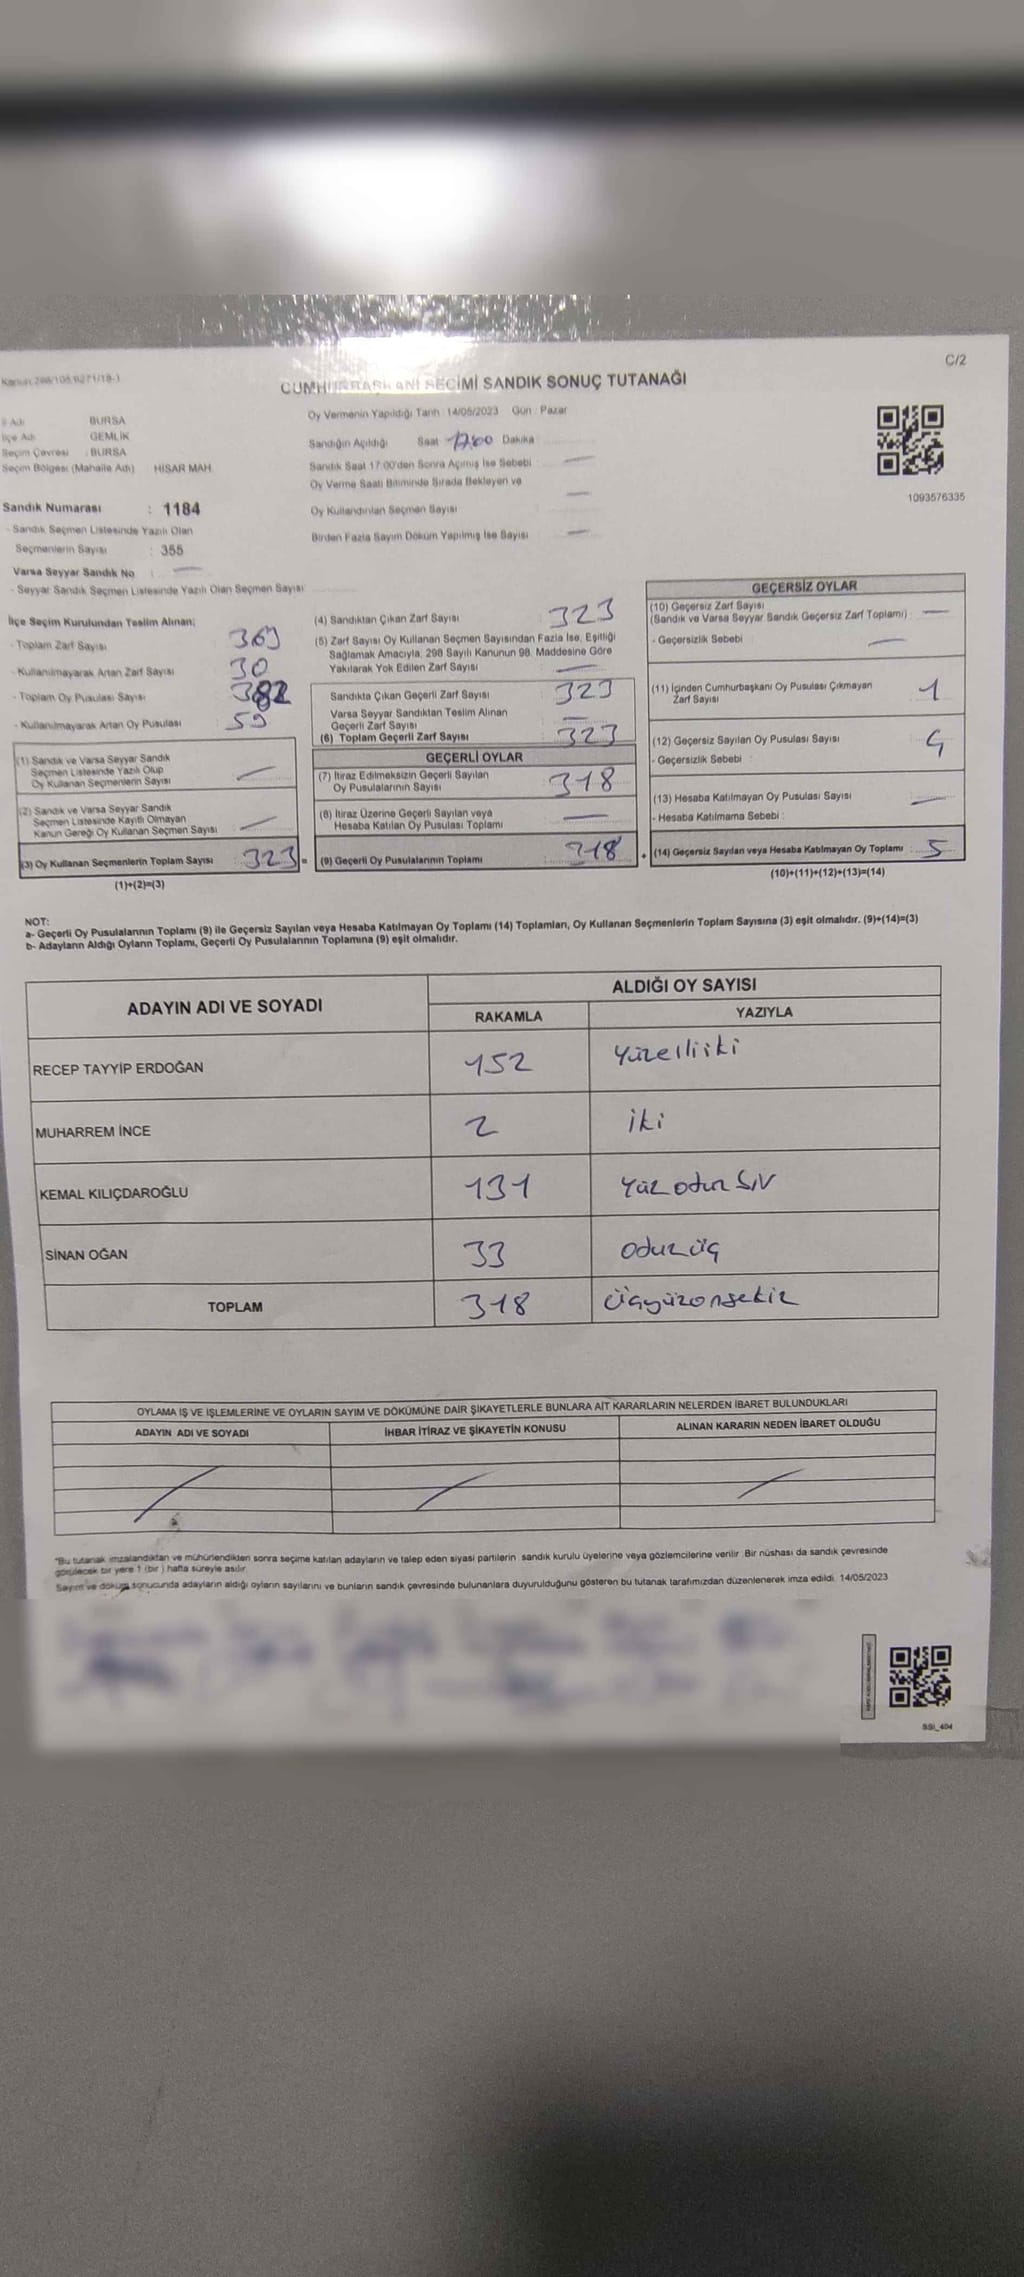 C/2
CUMHURBAŞKANI SEÇİMİ SANDIK SONUÇ TUTANAĞI
İl Adı BURSA
İlçe Adı GEMLİK
Seçim Çevresi : BURSA
Seçim Bölgesi (Mahalle Adı) HİSAR MAH.
Sandık Numarası : 1184
- Sandık Seçmen Listesinde Yazılı Olan
Seçmenlerin Sayısı : 355
Varsa Seyyar Sandık No :
- Seyyar Sandık Seçmen Listesinde Yazılı Olan Seçmen Sayısı
Oy Vermenin Yapıldığı Tarih : 14/05/2023 Gün : Pazar
Sandığın Açıldığı Saat 17:00 Dakika
Sandık Saat 17:00'den Sonra Açımış İse Sebebi :
Oy Verme Saati Bitiminde Sırada Bekleyen ve
Oy Kullandırılan Seçmen Sayısı
Birden Fazla Sayım Döküm Yapılmış İse Sayısı
1093576335
İlçe Seçim Kurulundan Teslim Alınan;
- Toplam Zarf Sayısı
- Kullanılmayarak Artan Zarf Sayısı 30
- Toplam Oy Pusulası Sayısı 382
- Kullanılmayarak Artan Oy Pusulası
(1) Sandık ve Varsa Seyyar Sandık
Seçmen Listesinde Yazılı Olup
Oy Kullanan Seçmenlerin Sayısı
(2) Sandık ve Varsa Seyyar Sandık
Seçmen Listesinde Kayıtlı Olmayan
Kanun Gereği Oy Kullanan Seçmen Sayısı
(3) Oy Kullanan Seçmenlerin Toplam Sayısı : 323 =
(1)+(2)=(3)
(4) Sandıktan Çıkan Zarf Sayısı : 323
(5) Zarf Sayısı Oy Kullanan Seçmen Sayısından Fazla İse, Eşitliği
Sağlamak Amacıyla, 298 Sayılı Kanunun 98. Maddesine Göre
Yakılarak Yok Edilen Zarf Sayısı :
Sandıkta Çıkan Geçerli Zarf Sayısı : 323
Varsa Seyyar Sandıktan Teslim Alınan
Geçerli Zarf Sayısı
(6) Toplam Geçerli Zarf Sayısı : 323
GEÇERLİ OYLAR
(7) İtiraz Edilmeksizin Geçerli Sayılan
Oy Pusulalarının Sayısı : 318
(8) İtiraz Üzerine Geçerli Sayılan veya
Hesaba Katılan Oy Pusulası Toplamı :
(9) Geçerli Oy Pusulalarının Toplamı : 318 +
GEÇERSİZ OYLAR
(10) Geçersiz Zarf Sayısı
(Sandık ve Varsa Seyyar Sandık Geçersiz Zarf Toplamı) :
- Geçersizlik Sebebi :
(11) İçinden Cumhurbaşkanı Oy Pusulası Çıkmayan
Zarf Sayısı : 1
(12) Geçersiz Sayılan Oy Pusulası Sayısı : 4
- Geçersizlik Sebebi :
(13) Hesaba Katılmayan Oy Pusulası Sayısı :
- Hesaba Katılmama Sebebi :
(14) Geçersiz Sayılan veya Hesaba Katılmayan Oy Toplamı : 5
(10)+(11)+(12)+(13)=(14)
NOT:
a- Geçerli Oy Pusulalarının Toplamı (9) ile Geçersiz Sayılan veya Hesaba Katılmayan Oy Toplamı (14) Toplamları, Oy Kullanan Seçmenlerin Toplam Sayısına (3) eşit olmalıdır. (9)+(14)=(3)
b- Adayların Aldığı Oyların Toplamı, Geçerli Oy Pusulalarının Toplamına (9) eşit olmalıdır.
ADAYIN ADI VE SOYADI ALDIĞI OY SAYISI
RAKAMLA YAZIYLA
RECEP TAYYİP ERDOĞAN 152 Yüzelliiki
MUHARREM İNCE 2 iki
KEMAL KILIÇDAROĞLU 131 Yüz otuz
SİNAN OĞAN 33 oduzüç
TOPLAM 318 Üçyüzonsekiz
OYLAMA İŞ VE İŞLEMLERİNE VE OYLARIN SAYIM VE DÖKÜMÜNE DAİR ŞİKAYETLERLE BUNLARA AİT KARARLARIN NELERDEN İBARET BULUNDUKLARI
ADAYIN ADI VE SOYADI İHBAR İTİRAZ VE ŞİKAYETİN KONUSU ALINAN KARARIN NEDEN İBARET OLDUĞU
*Bu tutanak imzalandıktan ve mühürlendikten sonra seçime katılan adayların ve talep eden siyasi partilerin sandık kurulu üyelerine veya gözlemcilerine verilir. Bir nüshası da sandık çevresinde
görülecek bir yere 1 (bir ) hafta süreyle asılır.
Sayım ve döküm sonucunda adayların aldığı oyların sayılarını ve bunların sandık çevresinde bulunanlara duyurulduğunu gösteren bu tutanak tarafımızdan düzenlenerek imza edildi. 14/05/2023
SSI_404